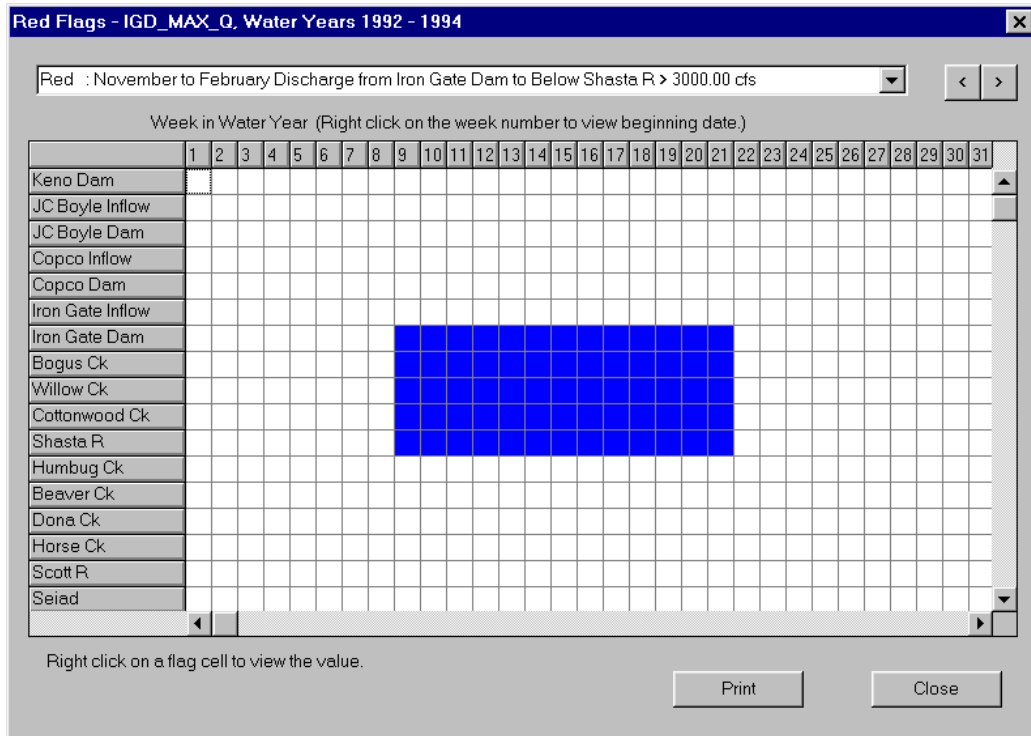 Red Flags - IGD_MAX_Q, Water Years 1992 - 1994
Red : November to February Discharge from Iron Gate Dam to Below Shasta R > 3000.00 cfs
< >
Week in Water Year (Right click on the week number to view beginning date.)
1 2 3 4 5 6 7 8 9 10 11 12 13 14 15 16 17 18 19 20 21 22 23 24 25 26 27 28 29 30 31
Keno Dam
JC Boyle Inflow
JC Boyle Dam
Copco Inflow
Copco Dam
Iron Gate Inflow
Iron Gate Dam
Bogus Ck
Willow Ck
Cottonwood Ck
Shasta R
Humbug Ck
Beaver Ck
Dona Ck
Horse Ck
Scott R
Seiad
Right click on a flag cell to view the value.
Print Close